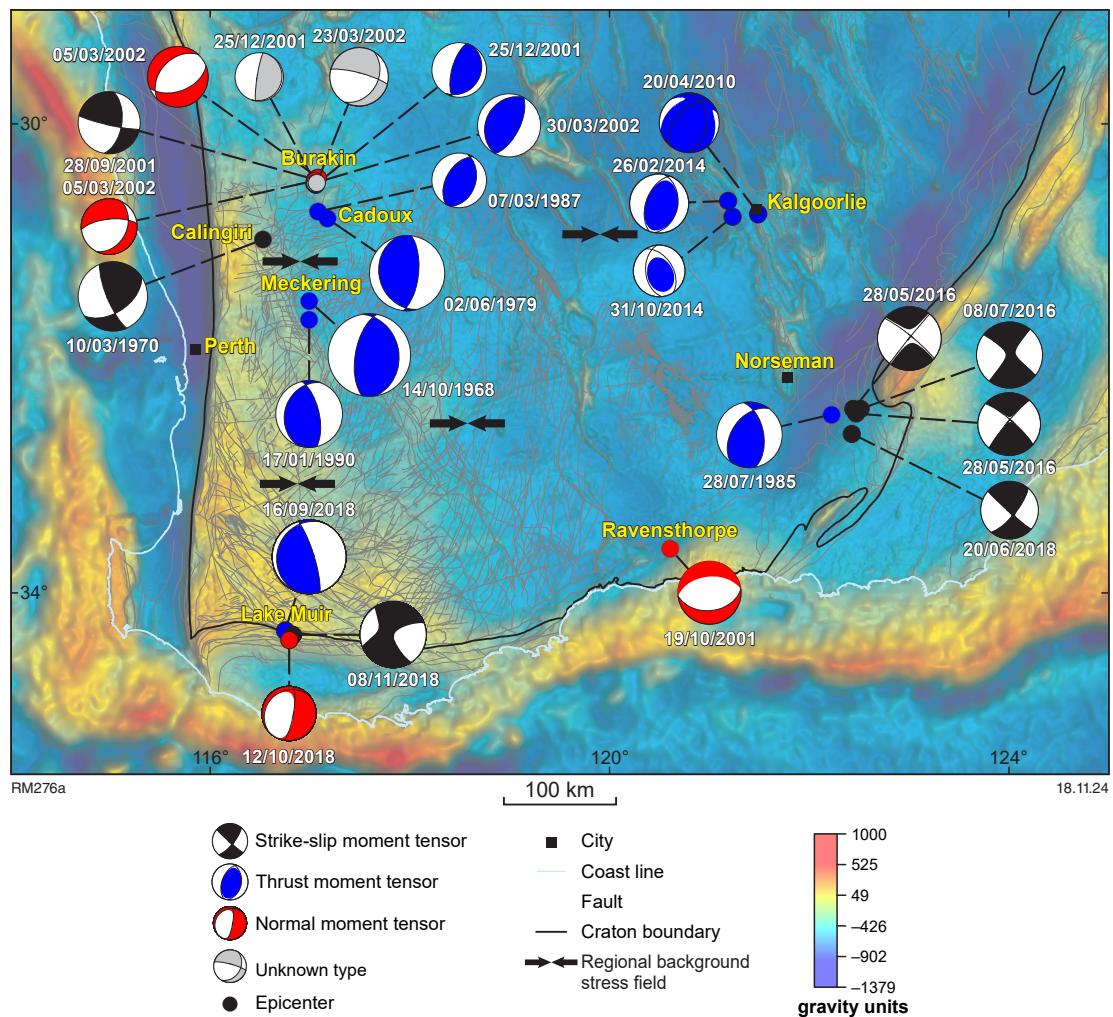 05/03/2002
25/12/2001
23/03/2002
25/12/2001
20/04/2010
30°
30/03/2002
28/09/2001
Burakin
26/02/2014
05/03/2002
07/03/1987
Kalgoorlie
Cadoux
Calingiri
Meckering
02/06/1979
31/10/2014
28/05/2016
08/07/2016
10/03/1970
Perth
Norseman
14/10/1968
17/01/1990
28/07/1985
28/05/2016
16/09/2018
Ravensthorpe
20/06/2018
34°
Lake Muir
19/10/2001
08/11/2018
12/10/2018
116°
120°
124°
RM276a
100 km
18.11.24
Strike-slip moment tensor
Thrust moment tensor
Normal moment tensor
Unknown type
Epicenter
City
Coast line
Fault
Craton boundary
Regional background
stress field
1000
525
49
–426
–902
–1379
gravity units